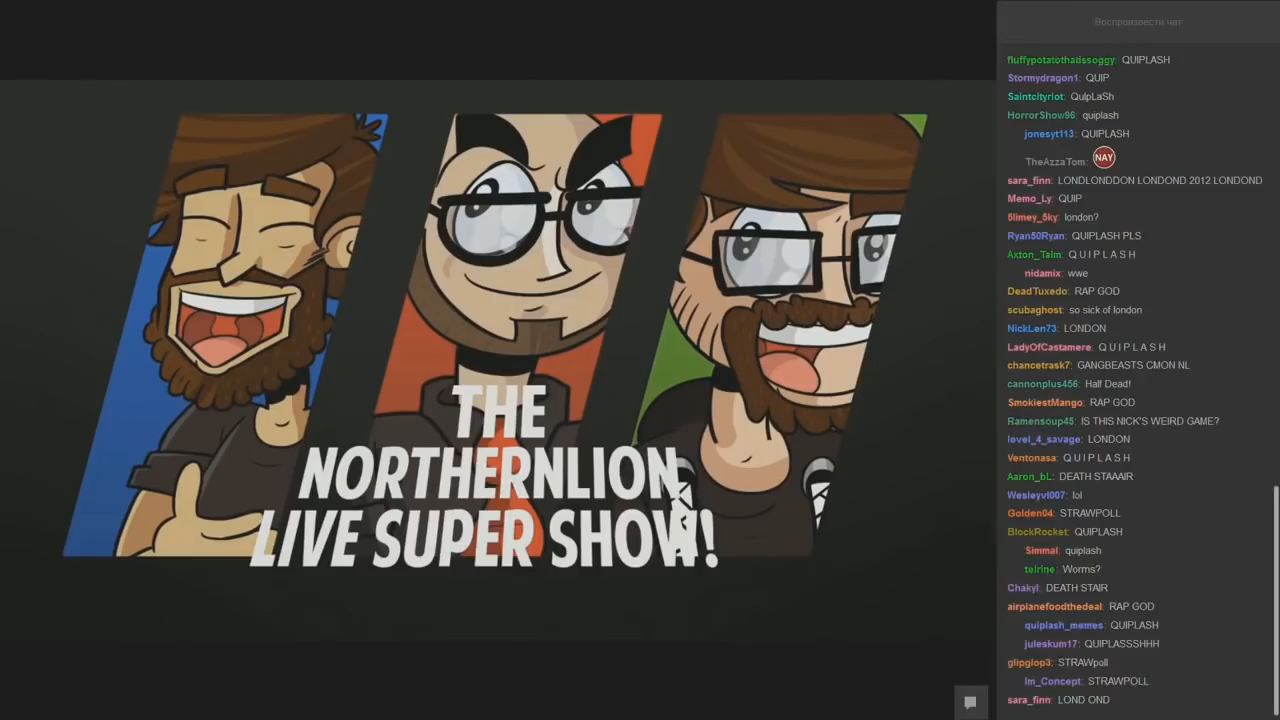 Воспроизвести чат
fluffypotatothatissoggy: QUIPLASH
Stormydragon1: QUIP
Saintcityriot: QuIpLaSh
HorrorShow96: quiplash
jonesyt113: QUIPLASH
TheAzzaTom: NAY
sara_finn: LONDLONDDON LONDOND 2012 LONDOND
Memo_Ly: QUIP
5limey_5ky: london?
Ryan50Ryan: QUIPLASH PLS
Axton_Talm: Q U I P L A S H
nidamix: wwe
DeadTuxedo: RAP GOD
scubaghost: so sick of london
NickLen73: LONDON
LadyOfCastamere: Q U I P L A S H
chancetrask7: GANGBEASTS CMON NL
cannonplus456: Half Dead!
SmokiestMango: RAP GOD
Ramensoup45: IS THIS NICK'S WEIRD GAME?
level_4_savage: LONDON
Ventonasa: Q U I P L A S H
Aaron_bL: DEATH STAAAIR
Wesleyvl007: lol
Golden04: STRAWPOLL
BlockRocket: QUIPLASH
Simmal: quiplash
telrine: Worms?
Chakyl: DEATH STAIR
airplanefoodthedeal: RAP GOD
quiplash_memes: QUIPLASH
juleskum17: QUIPLASSSHHH
glipglop3: STRAWpoll
Im_Concept: STRAWPOLL
sara_finn: LOND OND
THE
NORTHERNLION
LIVE SUPER SHOW!